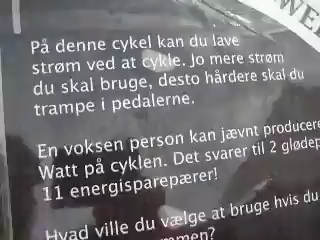 WE
På denne cykel kan du lave
strøm ved at cykle. Jo mere strøm
du skal bruge, desto hårdere skal du
trampe i pedalerne.
En voksen person kan jævnt producere
Watt på cyklen. Det svarer til 2 glødep
11 energisparepærer!
Hvad ville du vælge at bruge hvis du